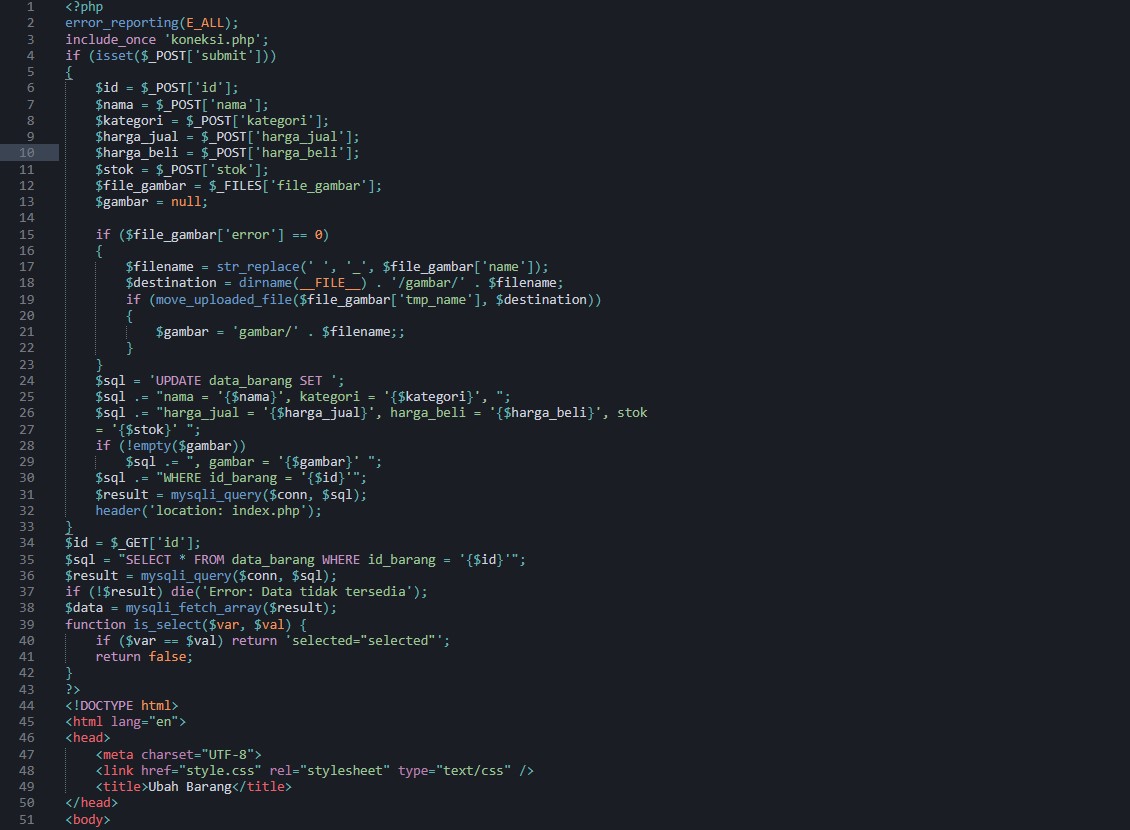 1 <?php
2 error_reporting(E_ALL);
3 include_once 'koneksi.php';
4 if (isset($_POST['submit']))
5 {
6     $id = $_POST['id'];
7     $nama = $_POST['nama'];
8     $kategori = $_POST['kategori'];
9     $harga_jual = $_POST['harga_jual'];
10     $harga_beli = $_POST['harga_beli'];
11     $stok = $_POST['stok'];
12     $file_gambar = $_FILES['file_gambar'];
13     $gambar = null;
14
15     if ($file_gambar['error'] == 0)
16     {
17         $filename = str_replace(' ', '_', $file_gambar['name']);
18         $destination = dirname(__FILE__) . '/gambar/' . $filename;
19         if (move_uploaded_file($file_gambar['tmp_name'], $destination))
20         {
21             $gambar = 'gambar/' . $filename;;
22         }
23     }
24     $sql = 'UPDATE data_barang SET ';
25     $sql .= "nama = '{$nama}', kategori = '{$kategori}', ";
26     $sql .= "harga_jual = '{$harga_jual}', harga_beli = '{$harga_beli}', stok
27     = '{$stok}' ";
28     if (!empty($gambar))
29         $sql .= ", gambar = '{$gambar}' ";
30     $sql .= "WHERE id_barang = '{$id}'";
31     $result = mysqli_query($conn, $sql);
32     header('location: index.php');
33 }
34 $id = $_GET['id'];
35 $sql = "SELECT * FROM data_barang WHERE id_barang = '{$id}'";
36 $result = mysqli_query($conn, $sql);
37 if (!$result) die('Error: Data tidak tersedia');
38 $data = mysqli_fetch_array($result);
39 function is_select($var, $val) {
40     if ($var == $val) return 'selected="selected"';
41     return false;
42 }
43 ?>
44 <!DOCTYPE html>
45 <html lang="en">
46 <head>
47     <meta charset="UTF-8">
48     <link href="style.css" rel="stylesheet" type="text/css" />
49     <title>Ubah Barang</title>
50 </head>
51 <body>